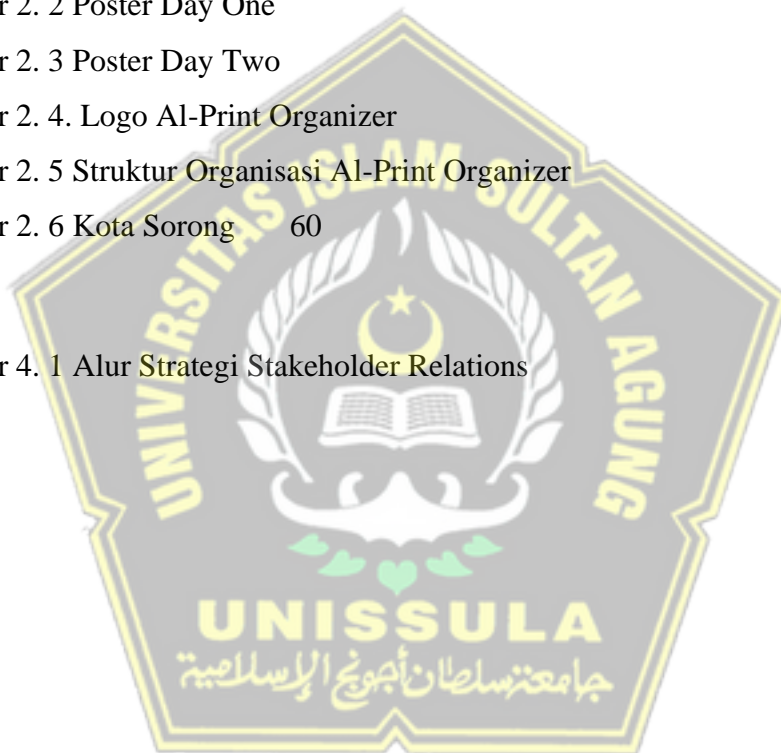 r 2. 2 Poster Day One
r 2. 3 Poster Day Two
r 2. 4. Logo Al-Print Organizer
r 2. 5 Struktur Organisasi Al-Print Organizer
r 2. 6 Kota Sorong 60
r 4. 1 Alur Strategi Stakeholder Relations
UNIVERSITAS ISLAM SULTAN AGUNG
UNISSULA
جامعة سلطان أجونج الإسلامية